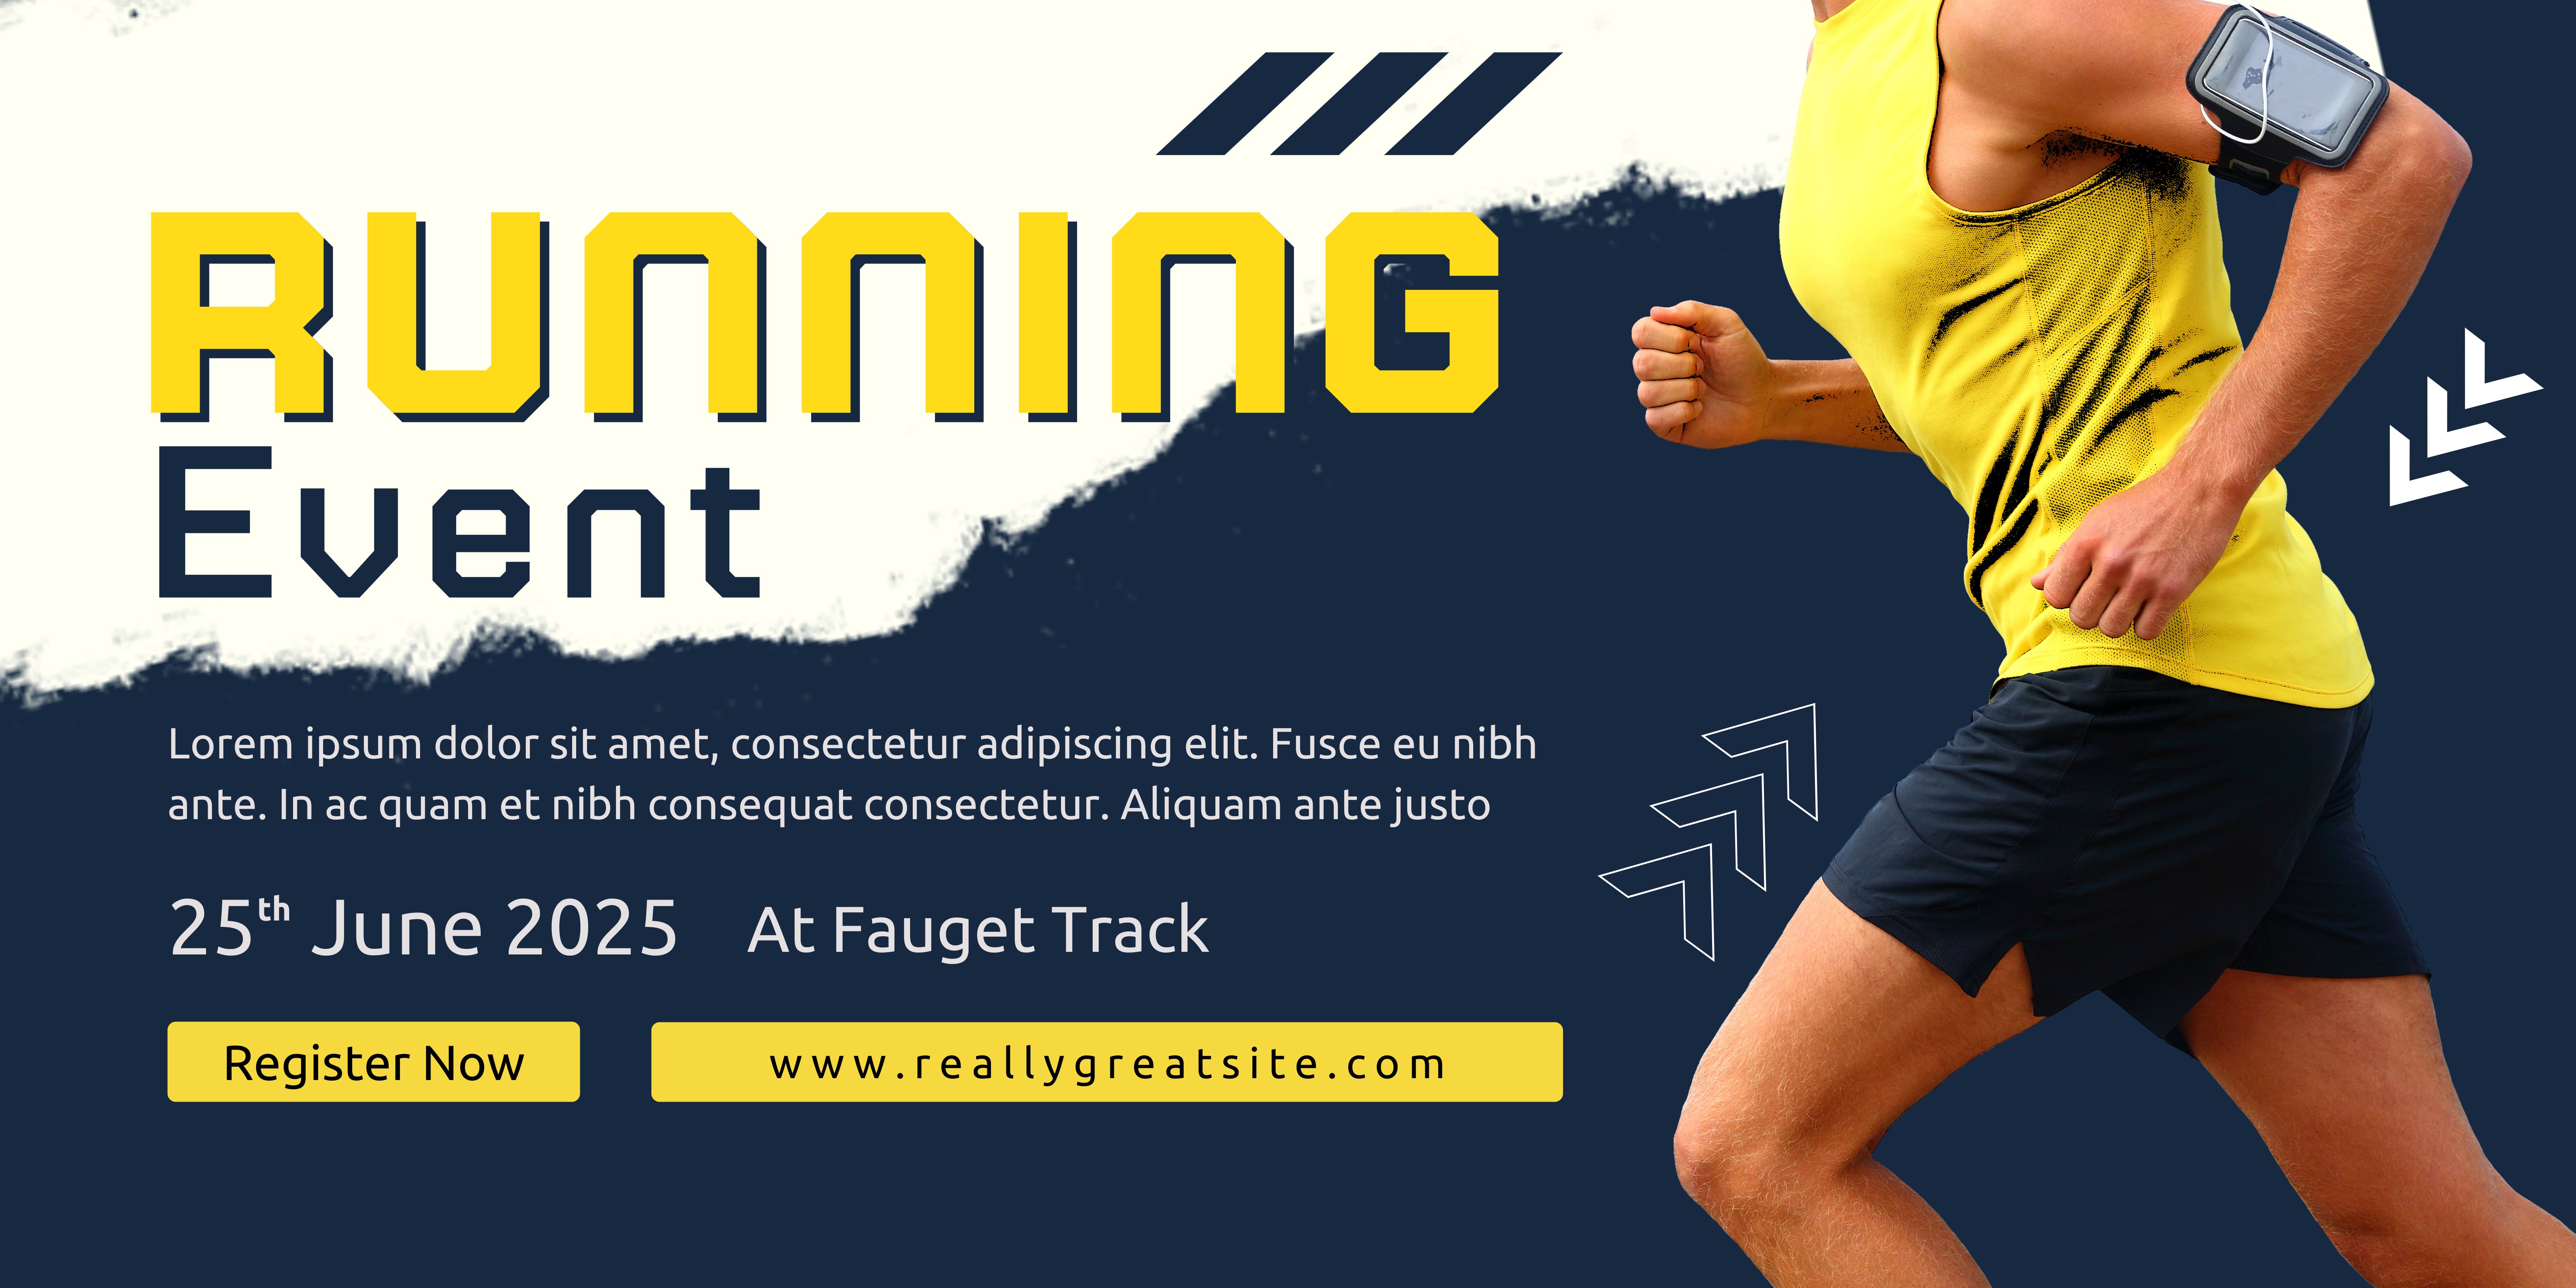 RUNNING
Event
Lorem ipsum dolor sit amet, consectetur adipiscing elit. Fusce eu nibh
ante. In ac quam et nibh consequat consectetur. Aliquam ante justo
25th June 2025 At Fauget Track
Register Now www.reallygreatsite.com